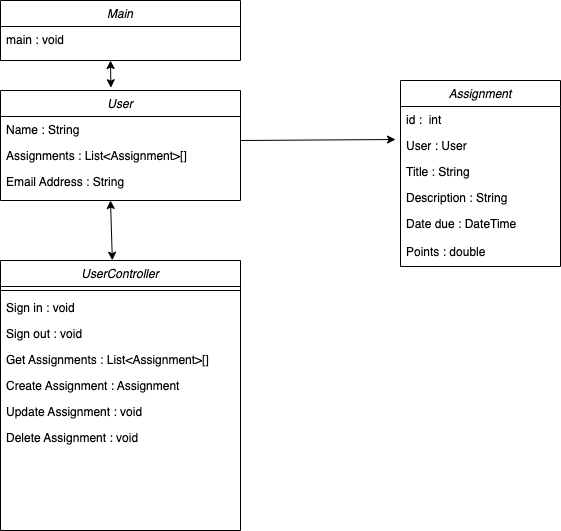 Main
main : void
User
Name : String
Assignments : List<Assignment>[]
Email Address : String
Assignment
id :  int
User : User
Title : String
Description : String
Date due : DateTime
Points : double
UserController
Sign in : void
Sign out : void
Get Assignments : List<Assignment>[]
Create Assignment : Assignment
Update Assignment : void
Delete Assignment : void